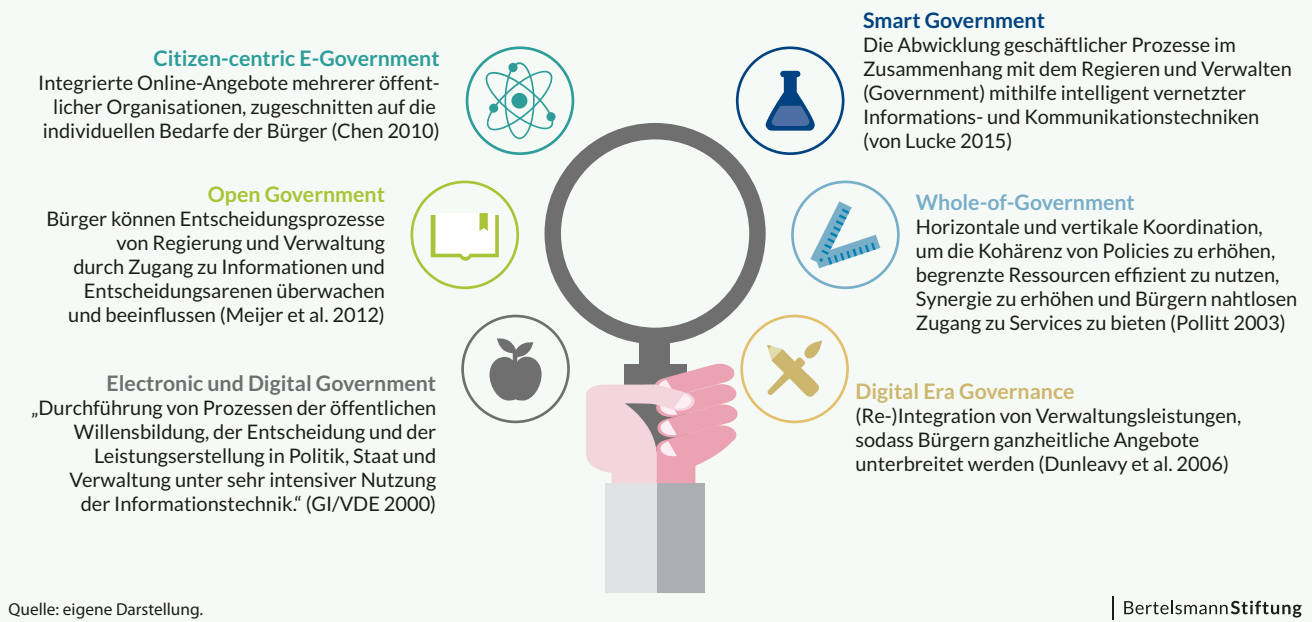 Citizen-centric E-Government
Integrierte Online-Angebote mehrerer öffent-
licher Organisationen, zugeschnitten auf die
individuellen Bedarfe der Bürger (Chen 2010)
Open Government
Bürger können Entscheidungsprozesse
von Regierung und Verwaltung
durch Zugang zu Informationen und
Entscheidungsarenen überwachen
und beeinflussen (Meijer et al. 2012)
Electronic und Digital Government
„Durchführung von Prozessen der öffentlichen
Willensbildung, der Entscheidung und der
Leistungserstellung in Politik, Staat und
Verwaltung unter sehr intensiver Nutzung
der Informationstechnik.“ (GI/VDE 2000)
Smart Government
Die Abwicklung geschäftlicher Prozesse im
Zusammenhang mit dem Regieren und Verwalten
(Government) mithilfe intelligent vernetzter
Informations- und Kommunikationstechniken
(von Lucke 2015)
Whole-of-Government
Horizontale und vertikale Koordination,
um die Kohärenz von Policies zu erhöhen,
begrenzte Ressourcen effizient zu nutzen,
Synergie zu erhöhen und Bürgern nahtlosen
Zugang zu Services zu bieten (Pollitt 2003)
Digital Era Governance
(Re-)Integration von Verwaltungsleistungen,
sodass Bürgern ganzheitliche Angebote
unterbreitet werden (Dunleavy et al. 2006)
Quelle: eigene Darstellung.
BertelsmannStiftung